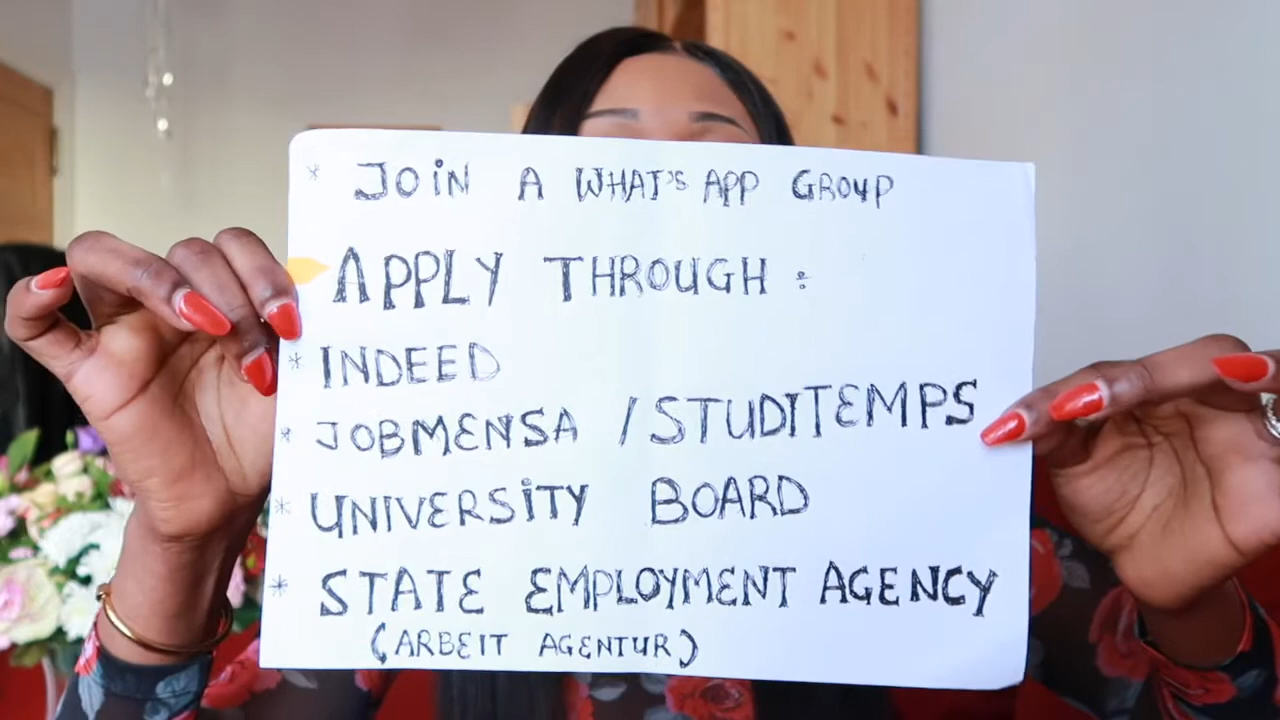 * JOIN A WHAT'S APP GROUP
APPLY THROUGH :
* INDEED
* JOBMENSA / STUDITEMPS
* UNIVERSITY BOARD
* STATE EMPLOYMENT AGENCY
(ARBEIT AGENTUR)